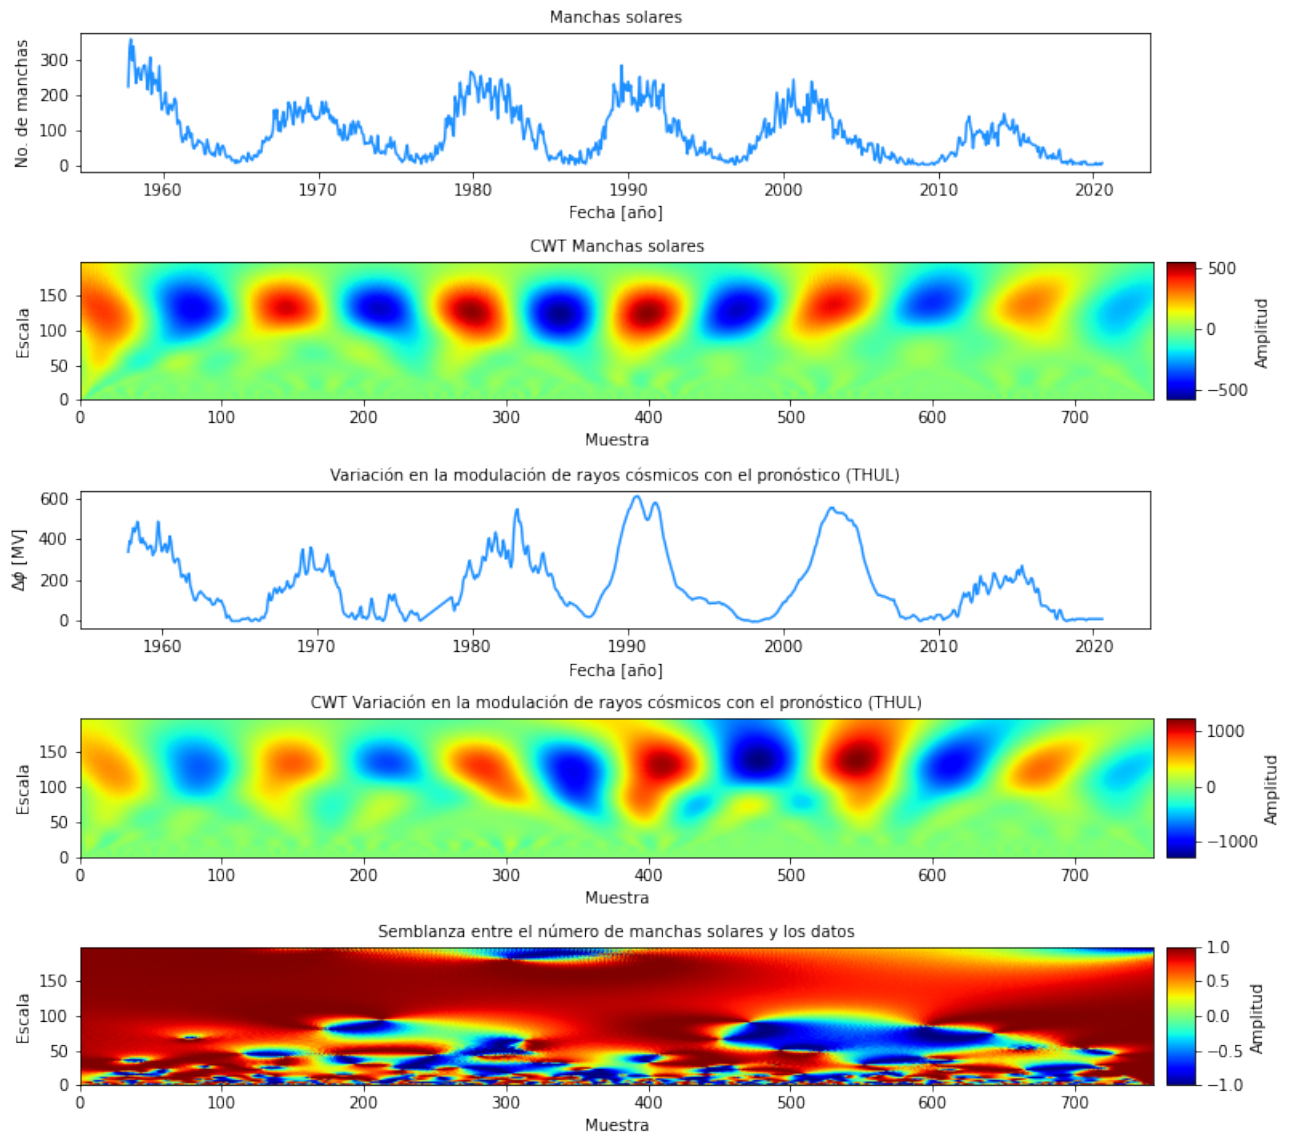 Manchas solares
No. de manchas
300
200
100
0
1960 1970 1980 1990 2000 2010 2020
Fecha [año]
CWT Manchas solares
Escala
150
100
50
0
0 100 200 300 400 500 600 700
Muestra
500
0
−500
Amplitud
Variación en la modulación de rayos cósmicos con el pronóstico (THUL)
Δϕ [MV]
600
400
200
0
1960 1970 1980 1990 2000 2010 2020
Fecha [año]
CWT Variación en la modulación de rayos cósmicos con el pronóstico (THUL)
Escala
150
100
50
0
0 100 200 300 400 500 600 700
Muestra
1000
0
−1000
Amplitud
Semblanza entre el número de manchas solares y los datos
Escala
150
100
50
0
0 100 200 300 400 500 600 700
Muestra
1.0
0.5
0.0
−0.5
−1.0
Amplitud